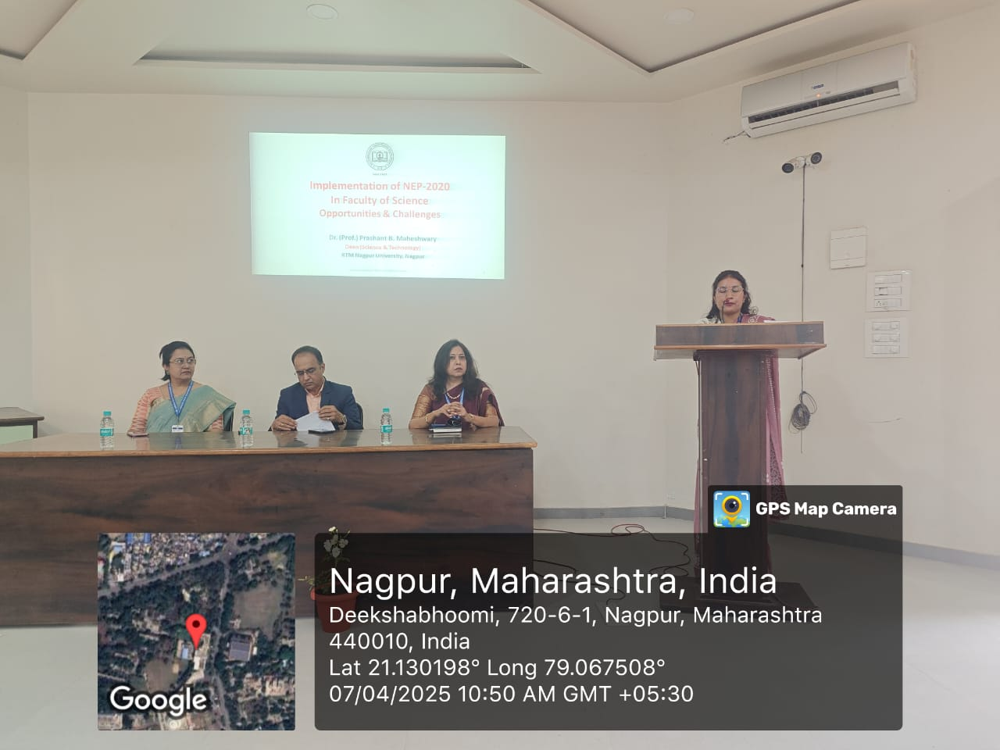 Implementation of NEP-2020
In Faculty of Science
Opportunities & Challenges
Dr. (Prof.) Prashant B. Maheshwary
Dean (Science & Technology)
RTM Nagpur University, Nagpur
GPS Map Camera
Nagpur, Maharashtra, India
Deekshabhoomi, 720-6-1, Nagpur, Maharashtra
440010, India
Lat 21.130198° Long 79.067508°
07/04/2025 10:50 AM GMT +05:30
Google